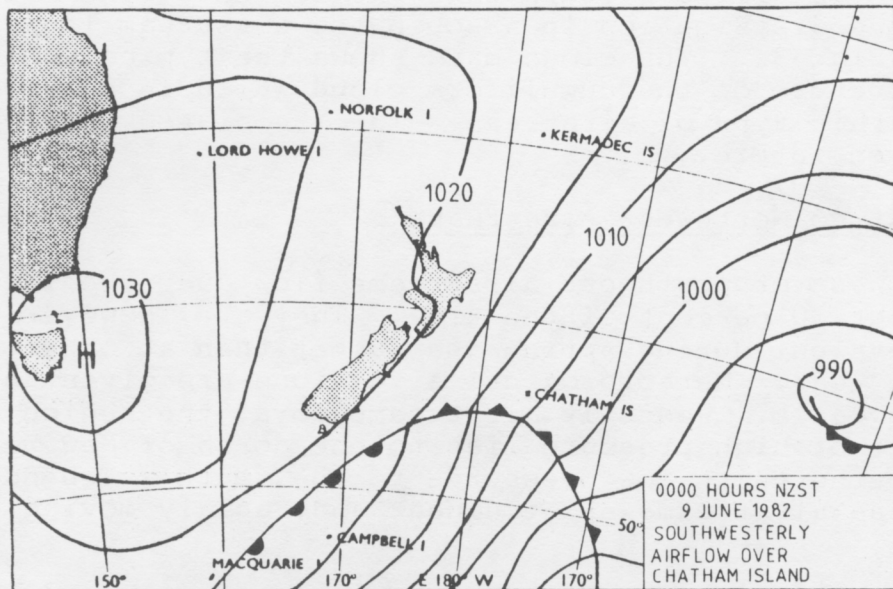 NORFOLK I
LORD HOWE I
KERMADEC IS
1020
1010
1030
1000
H
990
CHATHAM IS
CAMPBELL I
MACQUARIE I
150°
170°
E 180° W
170°
50°
0000 HOURS NZST
9 JUNE 1982
SOUTHWESTERLY
AIRFLOW OVER
CHATHAM ISLAND